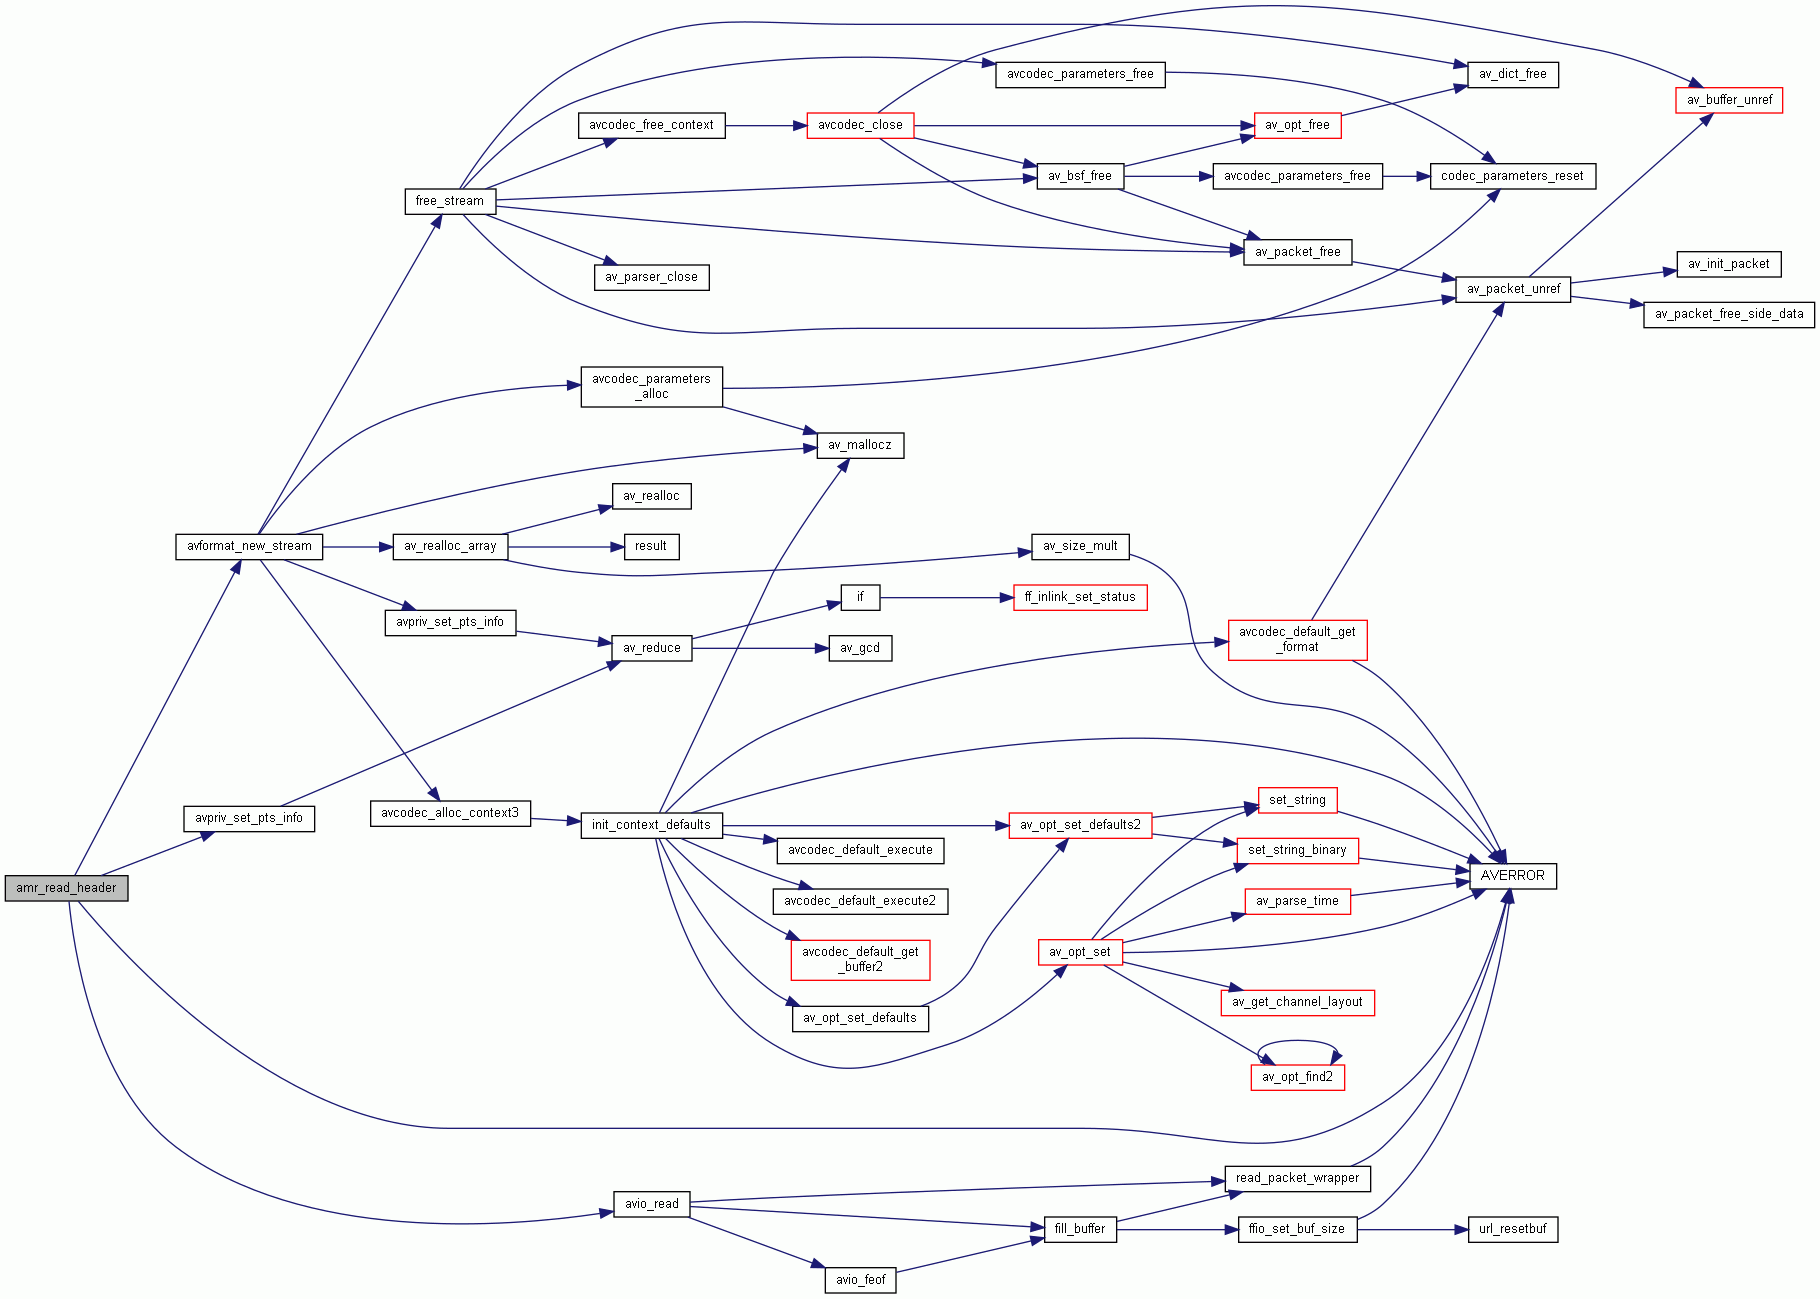 avcodec_parameters_free
av_dict_free
av_buffer_unref
avcodec_free_context
avcodec_close
av_opt_free
av_bsf_free
avcodec_parameters_free
codec_parameters_reset
free_stream
av_packet_free
av_init_packet
av_parser_close
av_packet_unref
av_packet_free_side_data
avcodec_parameters
_alloc
av_mallocz
av_realloc
avformat_new_stream
av_realloc_array
result
av_size_mult
if
ff_inlink_set_status
avpriv_set_pts_info
av_reduce
av_gcd
avcodec_default_get
_format
set_string
avpriv_set_pts_info
avcodec_alloc_context3
init_context_defaults
av_opt_set_defaults2
avcodec_default_execute
set_string_binary
amr_read_header
AVERROR
avcodec_default_execute2
av_parse_time
avcodec_default_get
_buffer2
av_opt_set
av_get_channel_layout
av_opt_set_defaults
av_opt_find2
read_packet_wrapper
avio_read
fill_buffer
ffio_set_buf_size
url_resetbuf
avio_feof